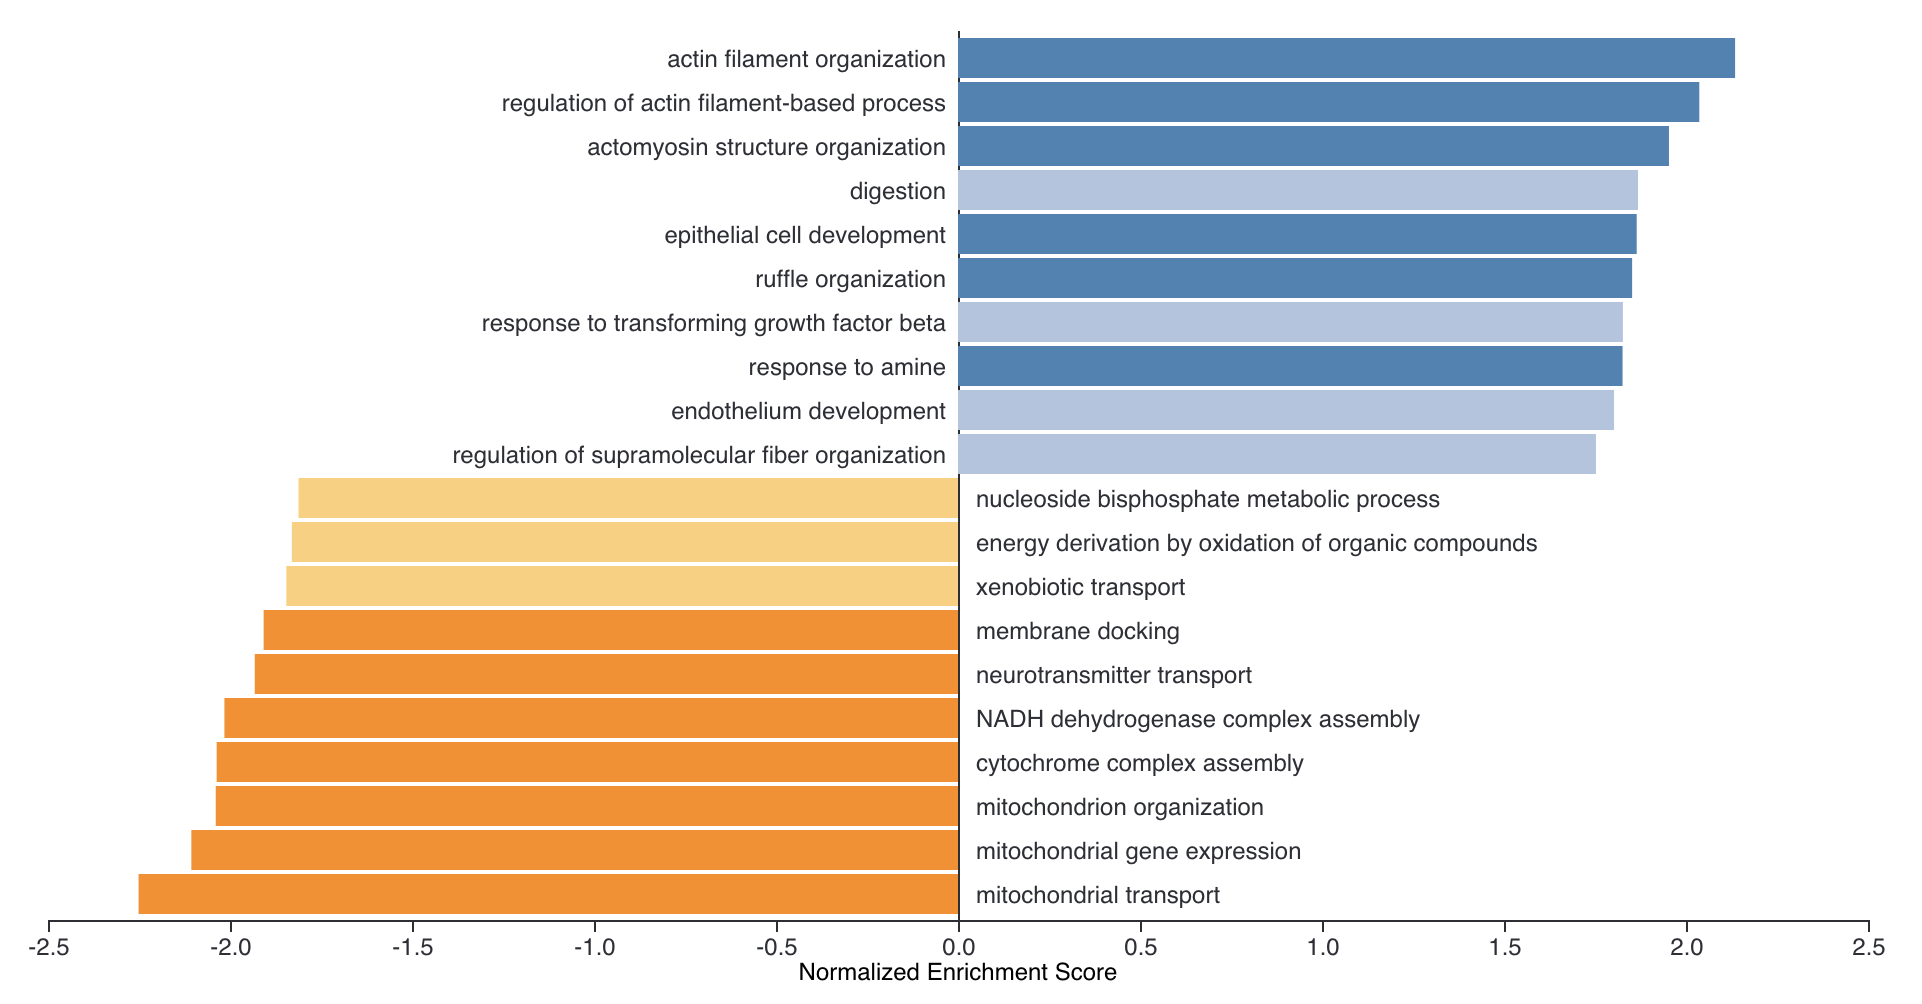 actin filament organization
regulation of actin filament-based process
actomyosin structure organization
digestion
epithelial cell development
ruffle organization
response to transforming growth factor beta
response to amine
endothelium development
regulation of supramolecular fiber organization
nucleoside bisphosphate metabolic process
energy derivation by oxidation of organic compounds
xenobiotic transport
membrane docking
neurotransmitter transport
NADH dehydrogenase complex assembly
cytochrome complex assembly
mitochondrion organization
mitochondrial gene expression
mitochondrial transport
-2.5 -2.0 -1.5 -1.0 -0.5 0.0 0.5 1.0 1.5 2.0 2.5
Normalized Enrichment Score